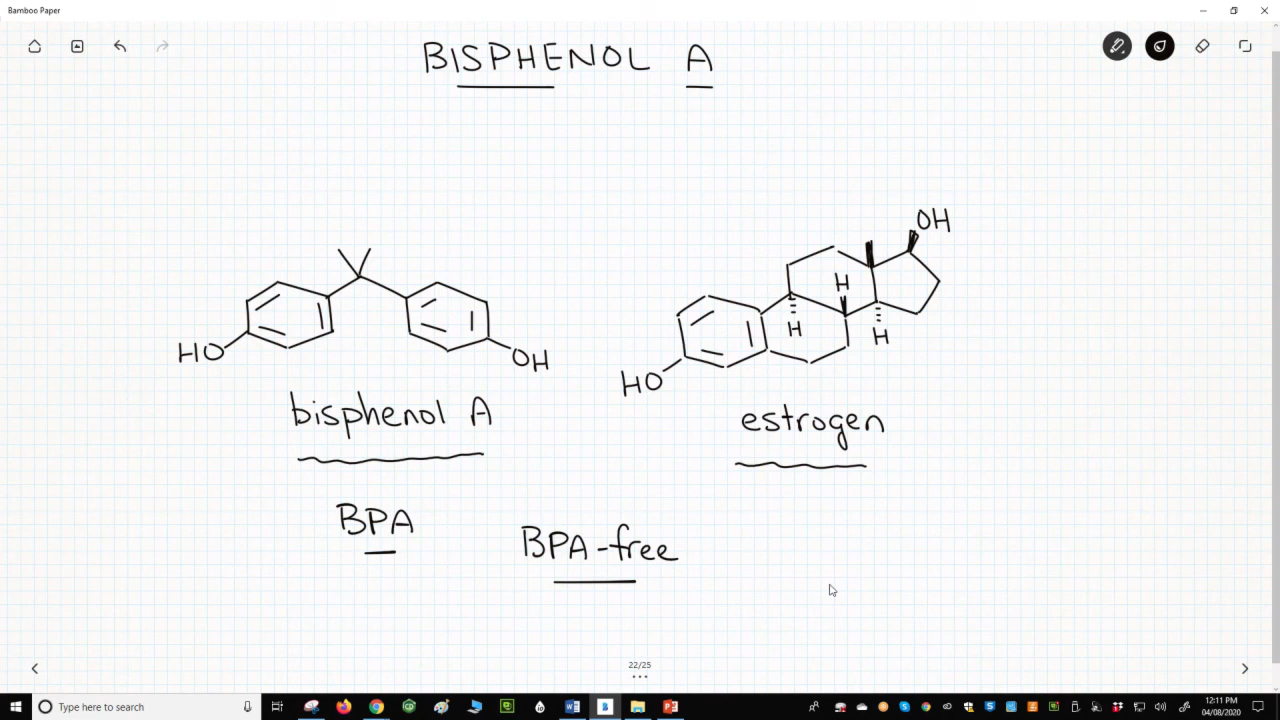 Bamboo Paper
BISPHENOL A
OH
H
H
H
HO
OH
HO
bisphenol A
estrogen
BPA
BPA-free
22/25
Type here to search
12:11 PM
04/08/2020